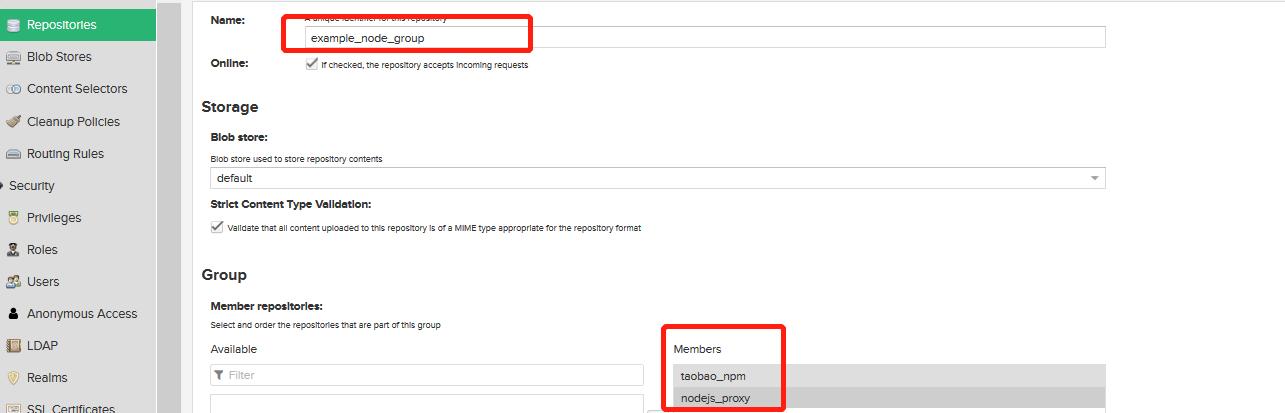 Repositories
Blob Stores
Content Selectors
Cleanup Policies
Routing Rules
Security
Privileges
Roles
Users
Anonymous Access
LDAP
Realms
SSL Certificates
Name:
A unique identifier for this repository
example_node_group
Online:
If checked, the repository accepts incoming requests
Storage
Blob store:
Blob store used to store repository contents
default
Strict Content Type Validation:
Validate that all content uploaded to this repository is of a MIME type appropriate for the repository format
Group
Member repositories:
Select and order the repositories that are part of this group
Available
Filter
Members
taobao_npm
nodejs_proxy